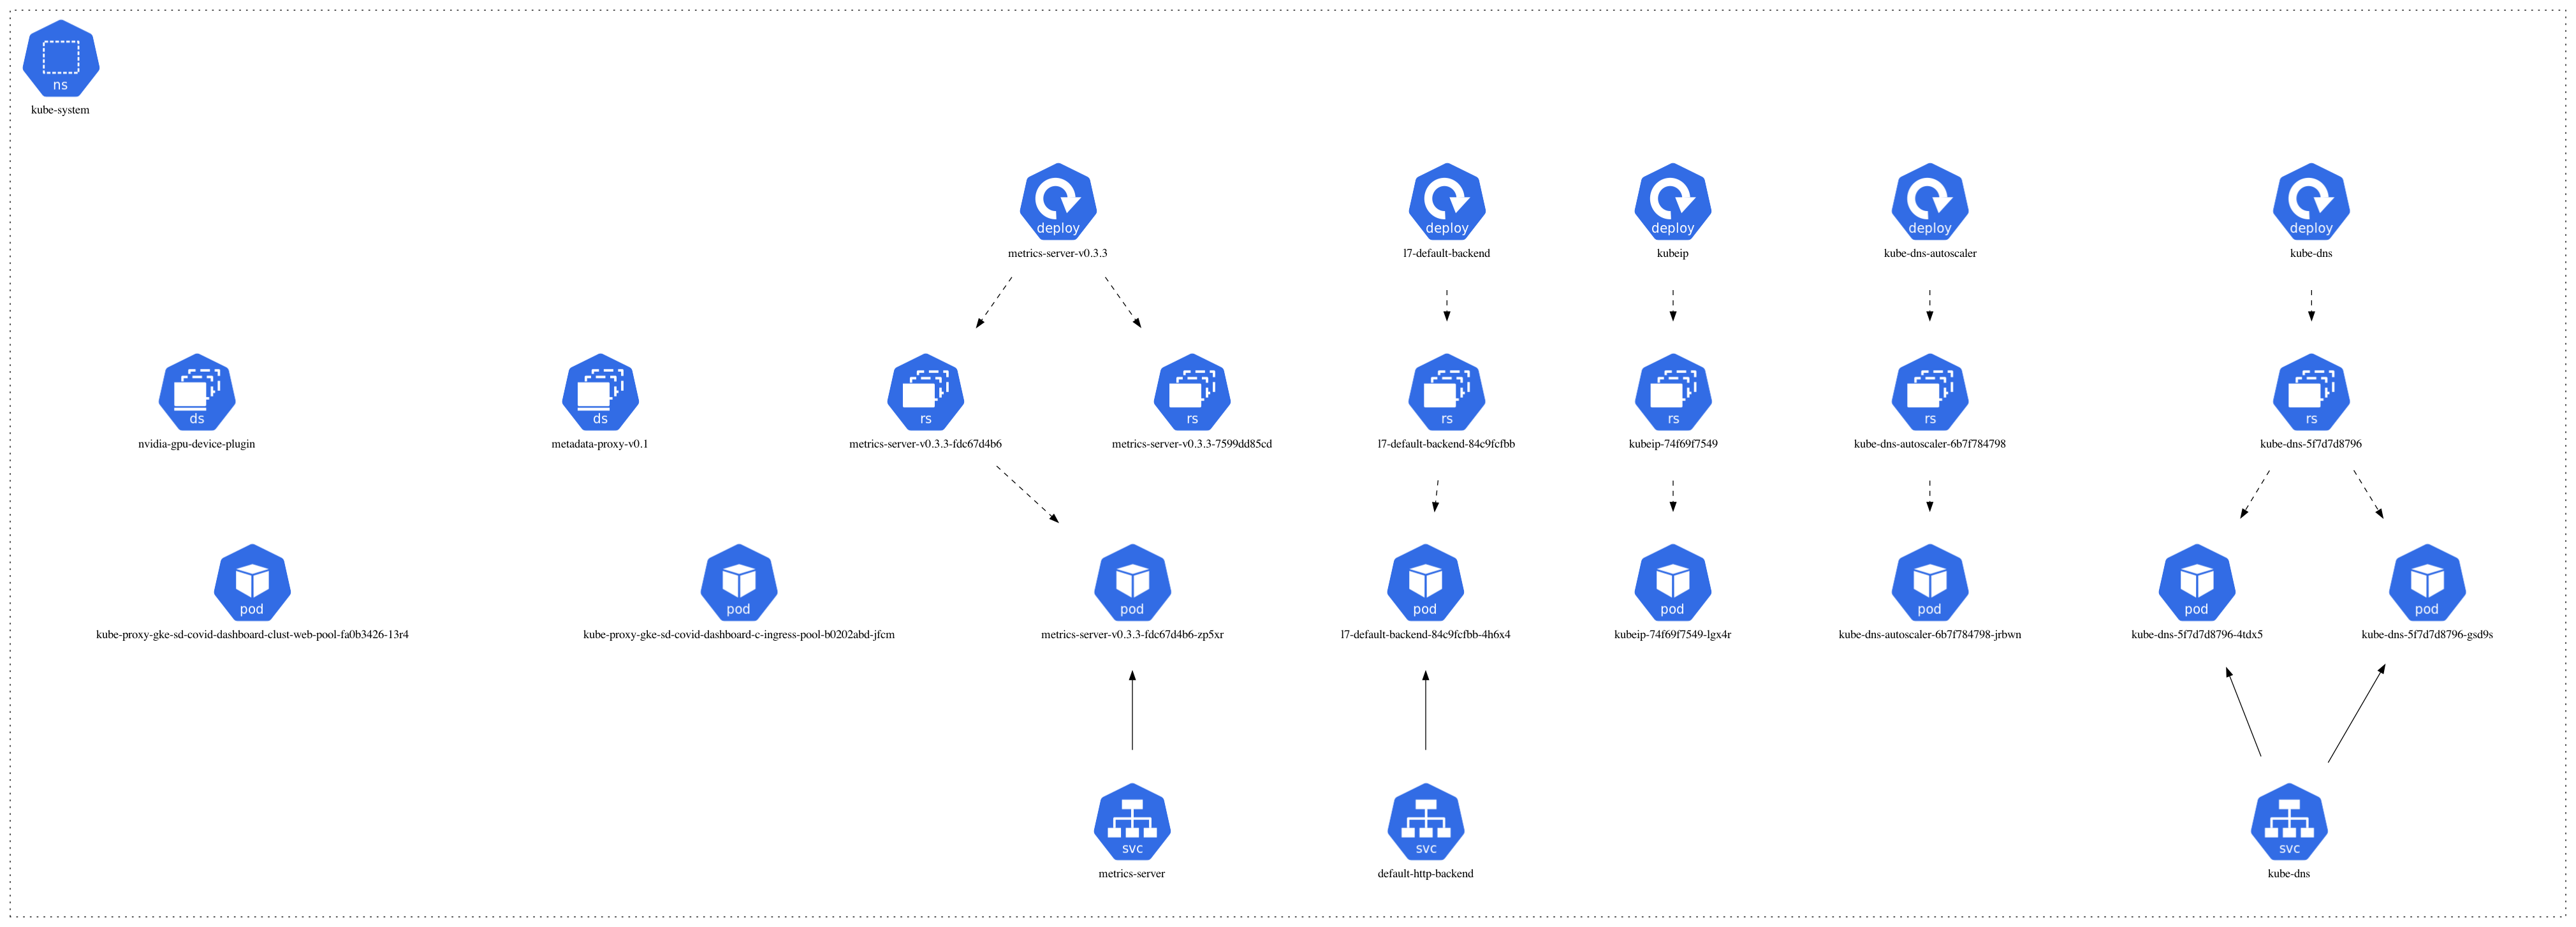 ns
kube-system
deploy
deploy
deploy
deploy
deploy
metrics-server-v0.3.3
l7-default-backend
kubeip
kube-dns-autoscaler
kube-dns
ds
ds
rs
rs
rs
rs
rs
rs
nvidia-gpu-device-plugin
metadata-proxy-v0.1
metrics-server-v0.3.3-fdc67d4b6
metrics-server-v0.3.3-7599dd85cd
l7-default-backend-84c9fcfbb
kubeip-74f69f7549
kube-dns-autoscaler-6b7f784798
kube-dns-5f7d7d8796
pod
pod
pod
pod
pod
pod
pod
pod
kube-proxy-gke-sd-covid-dashboard-clust-web-pool-fa0b3426-13r4
kube-proxy-gke-sd-covid-dashboard-c-ingress-pool-b0202abd-jfcm
metrics-server-v0.3.3-fdc67d4b6-zp5xr
l7-default-backend-84c9fcfbb-4h6x4
kubeip-74f69f7549-lgx4r
kube-dns-autoscaler-6b7f784798-jrbwn
kube-dns-5f7d7d8796-4tdx5
kube-dns-5f7d7d8796-gsd9s
svc
svc
svc
metrics-server
default-http-backend
kube-dns